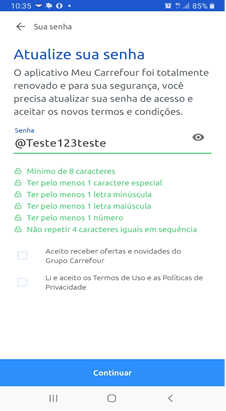 10:35 85%
Sua senha
Atualize sua senha
O aplicativo Meu Carrefour foi totalmente
renovado e para sua segurança, você
precisa atualizar sua senha de acesso e
aceitar os novos termos e condições.
Senha
@Teste123teste
Mínimo de 8 caracteres
Ter pelo menos 1 caractere especial
Ter pelo menos 1 letra minúscula
Ter pelo menos 1 letra maiúscula
Ter pelo menos 1 número
Não repetir 4 caracteres iguais em sequência
Aceito receber ofertas e novidades do
Grupo Carrefour
Li e aceito os Termos de Uso e as Políticas de
Privacidade
Continuar